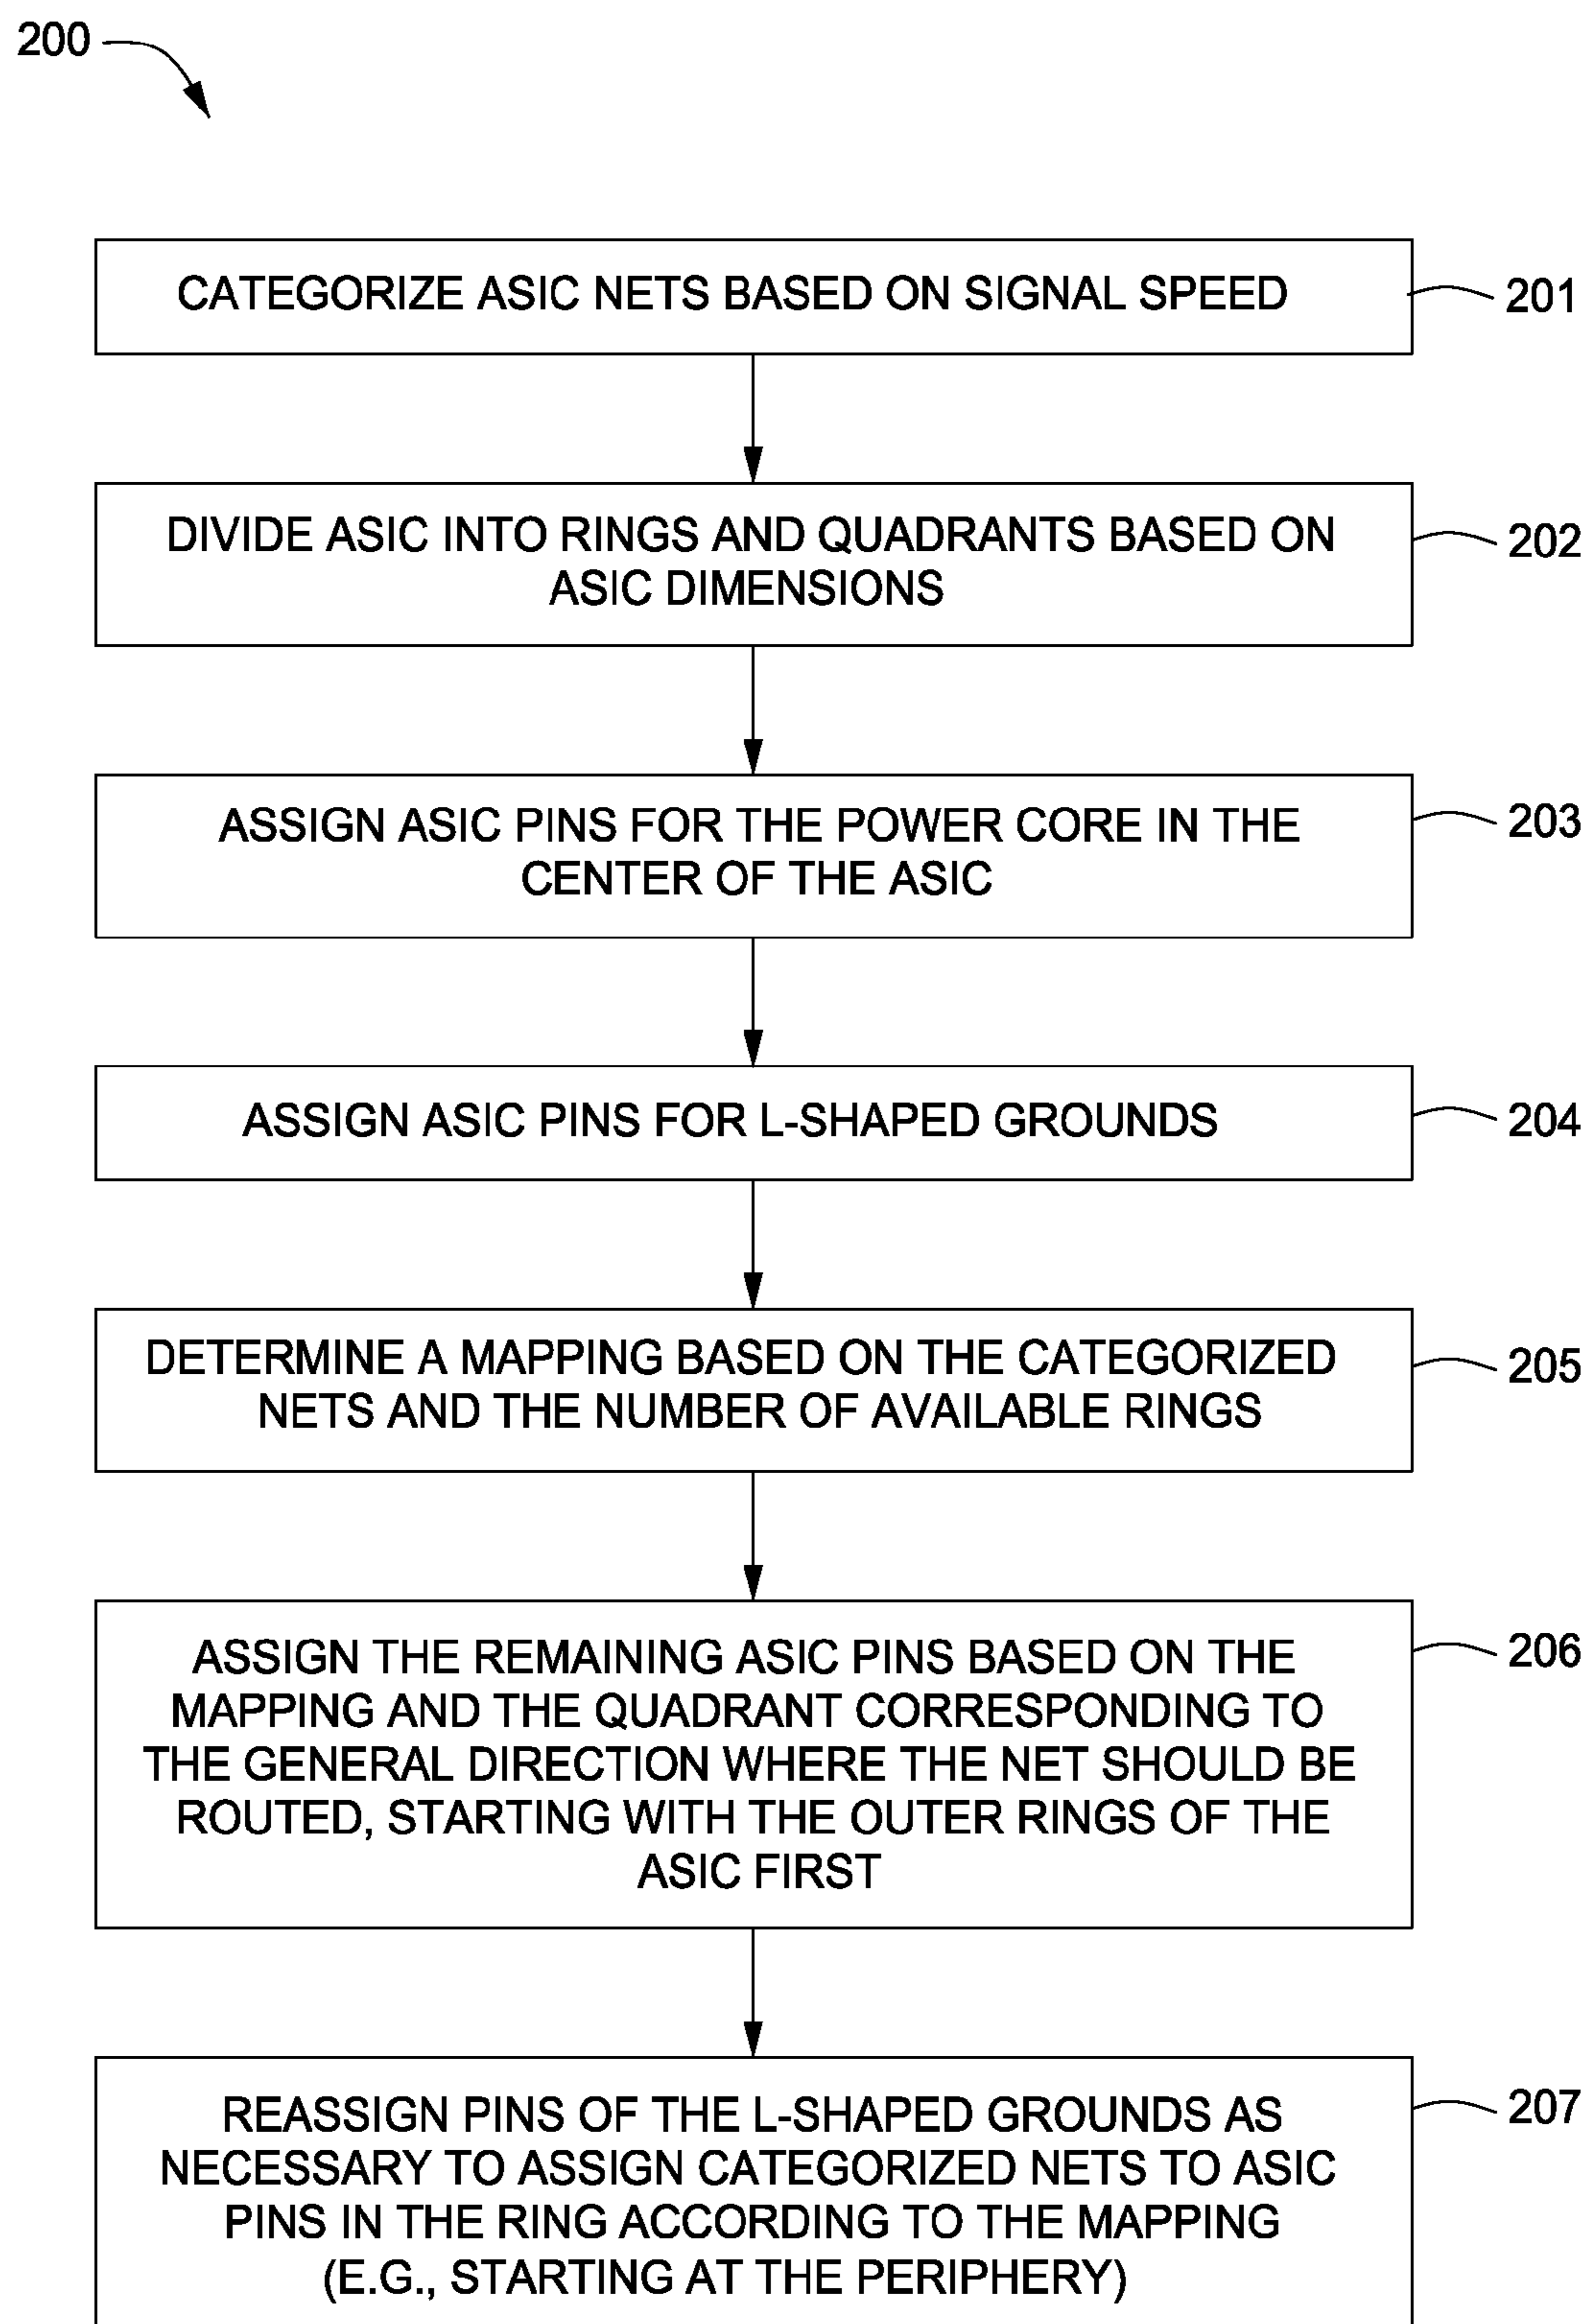 200
CATEGORIZE ASIC NETS BASED ON SIGNAL SPEED
201
DIVIDE ASIC INTO RINGS AND QUADRANTS BASED ON
ASIC DIMENSIONS
202
ASSIGN ASIC PINS FOR THE POWER CORE IN THE
CENTER OF THE ASIC
203
ASSIGN ASIC PINS FOR L-SHAPED GROUNDS
204
DETERMINE A MAPPING BASED ON THE CATEGORIZED
NETS AND THE NUMBER OF AVAILABLE RINGS
205
ASSIGN THE REMAINING ASIC PINS BASED ON THE
MAPPING AND THE QUADRANT CORRESPONDING TO
THE GENERAL DIRECTION WHERE THE NET SHOULD BE
ROUTED, STARTING WITH THE OUTER RINGS OF THE
ASIC FIRST
206
REASSIGN PINS OF THE L-SHAPED GROUNDS AS
NECESSARY TO ASSIGN CATEGORIZED NETS TO ASIC
PINS IN THE RING ACCORDING TO THE MAPPING
(E.G., STARTING AT THE PERIPHERY)
207